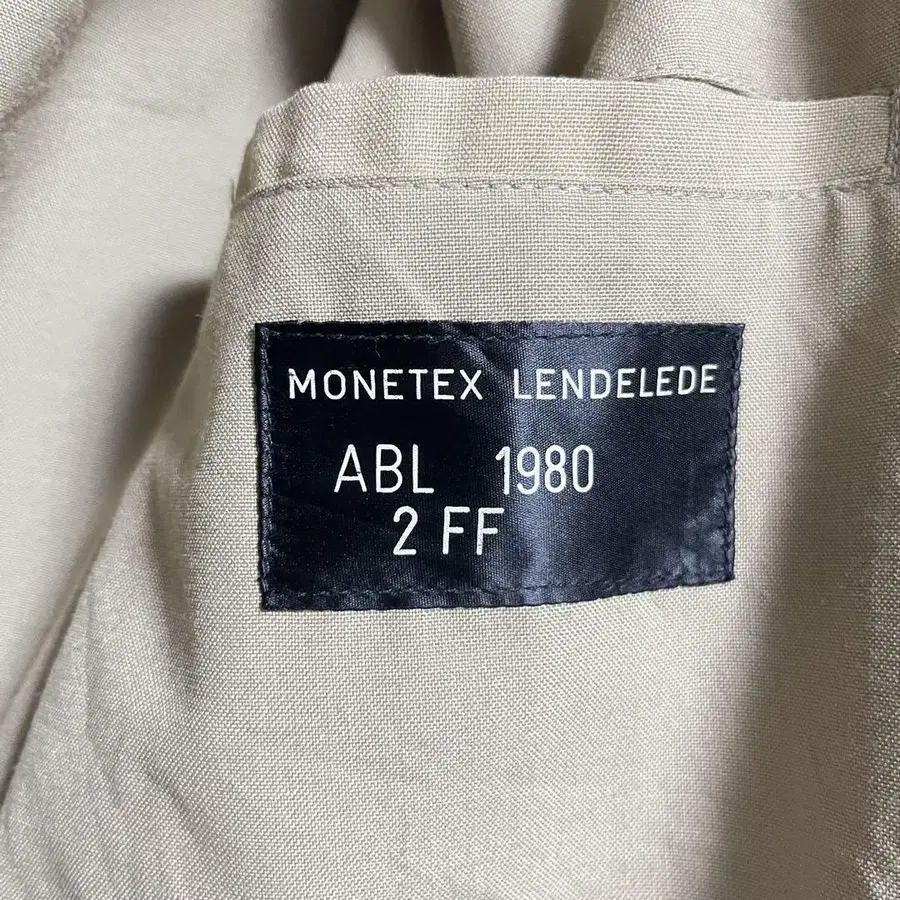 MONETEX LENDELEDE
ABL 1980
2 FF